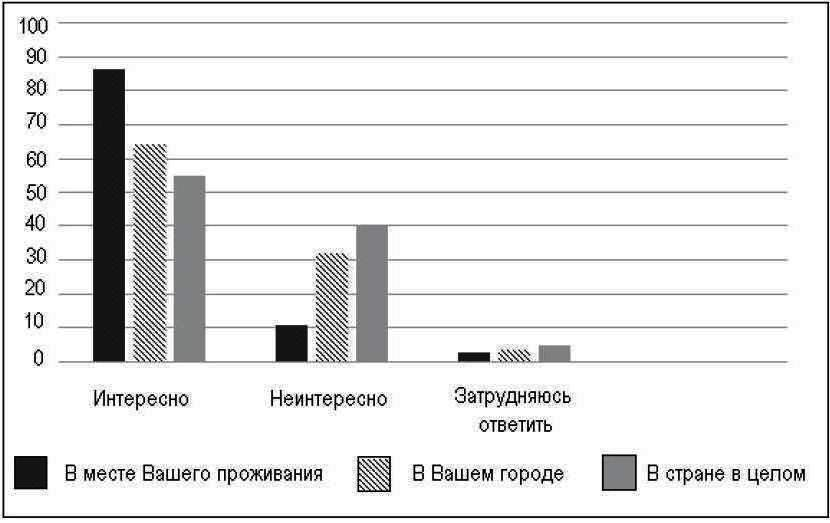 100
90
80
70
60
50
40
30
20
10
0
Интересно
Неинтересно
Затрудняюсь
ответить
В месте Вашего проживания
В Вашем городе
В стране в целом